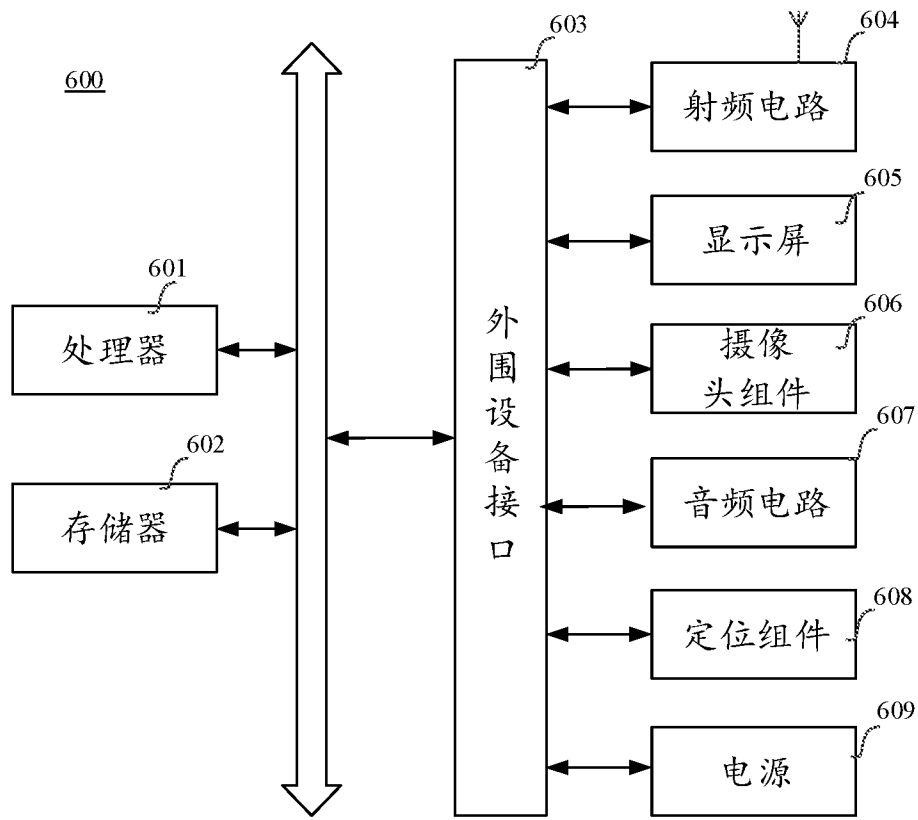 600
601
处理器
602
存储器
603
外围设备接口
604
射频电路
605
显示屏
606
摄像
头组件
607
音频电路
608
定位组件
609
电源